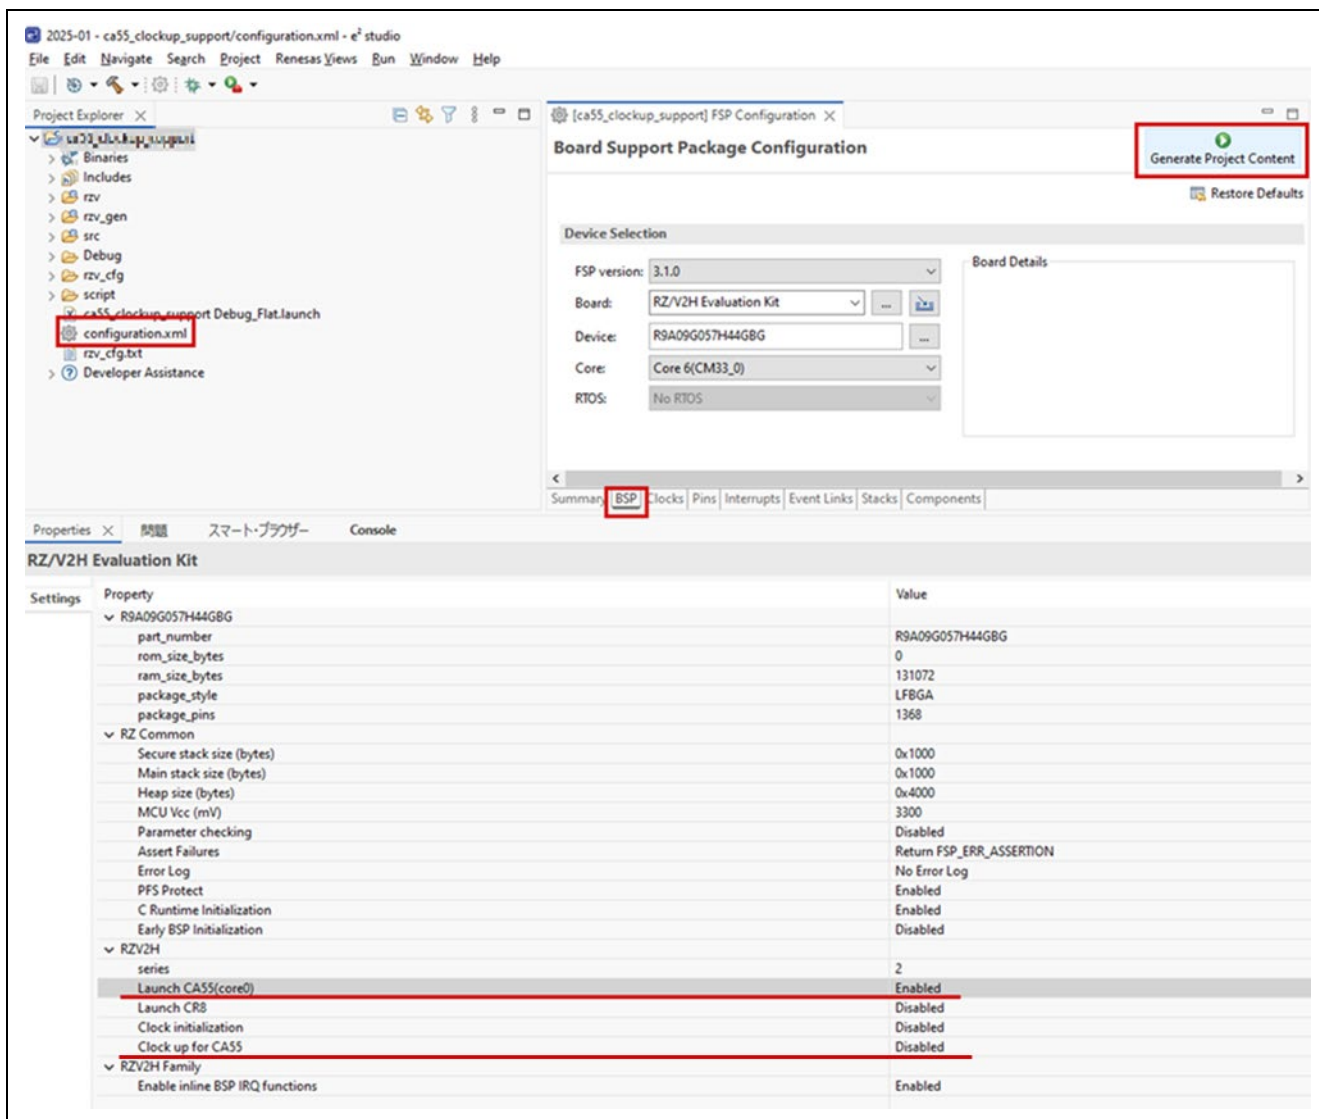 2025-01 - ca55_clockup_support/configuration.xml - e² studio
File Edit Navigate Search Project Renesas Views Run Window Help
Project Explorer
Binaries
Includes
rzv
rzv_gen
src
Debug
rzv_cfg
script
ca55_clockup_support Debug_Flat.launch
configuration.xml
rzv_cfg.txt
Developer Assistance
[ca55_clockup_support] FSP Configuration
Board Support Package Configuration
Generate Project Content
Restore Defaults
Device Selection
FSP version: 3.1.0
Board: RZ/V2H Evaluation Kit ...
Device: R9A09G057H44GBG ...
Core: Core 6(CM33_0)
RTOS: No RTOS
Board Details
Summary BSP Clocks Pins Interrupts Event Links Stacks Components
Properties 問題 スマート・ブラウザー Console
RZ/V2H Evaluation Kit
Settings
Property Value
R9A09G057H44GBG
part_number R9A09G057H44GBG
rom_size_bytes 0
ram_size_bytes 131072
package_style LFBGA
package_pins 1368
RZ Common
Secure stack size (bytes) 0x1000
Main stack size (bytes) 0x1000
Heap size (bytes) 0x4000
MCU Vcc (mV) 3300
Parameter checking Disabled
Assert Failures Return FSP_ERR_ASSERTION
Error Log No Error Log
PFS Protect Enabled
C Runtime Initialization Enabled
Early BSP Initialization Disabled
RZV2H
series 2
Launch CA55(core0) Enabled
Launch CR8 Disabled
Clock initialization Disabled
Clock up for CA55 Disabled
RZV2H Family
Enable inline BSP IRQ functions Enabled